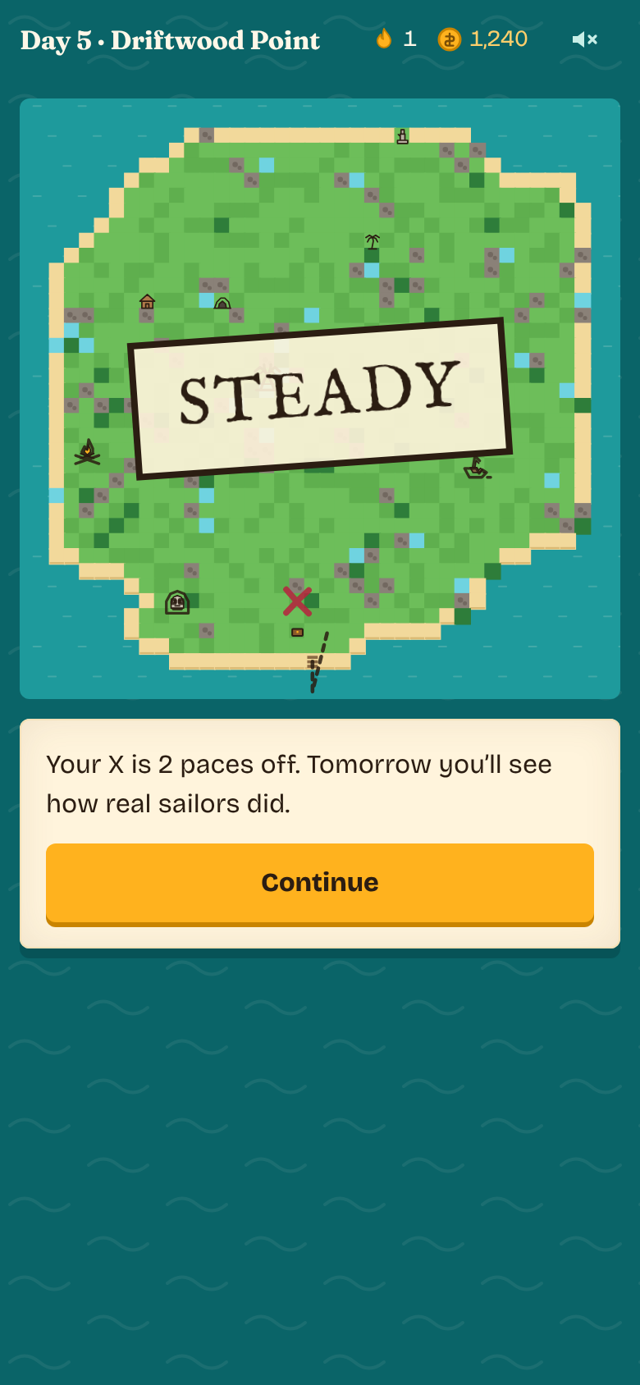 Day 5 · Driftwood Point 1 1,240
STEADY
Your X is 2 paces off. Tomorrow you’ll see
how real sailors did.
Continue